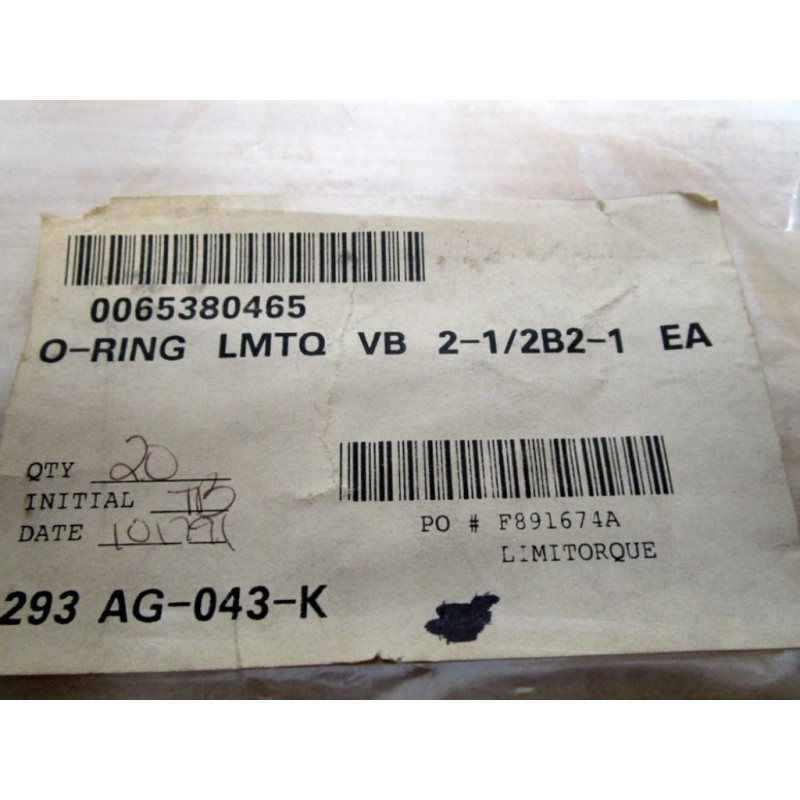 0065380465
O-RING LMTQ VB 2-1/2B2-1 EA
QTY 20
INITIAL TB
DATE
PO # F891674A
LIMITORQUE
293 AG-043-K